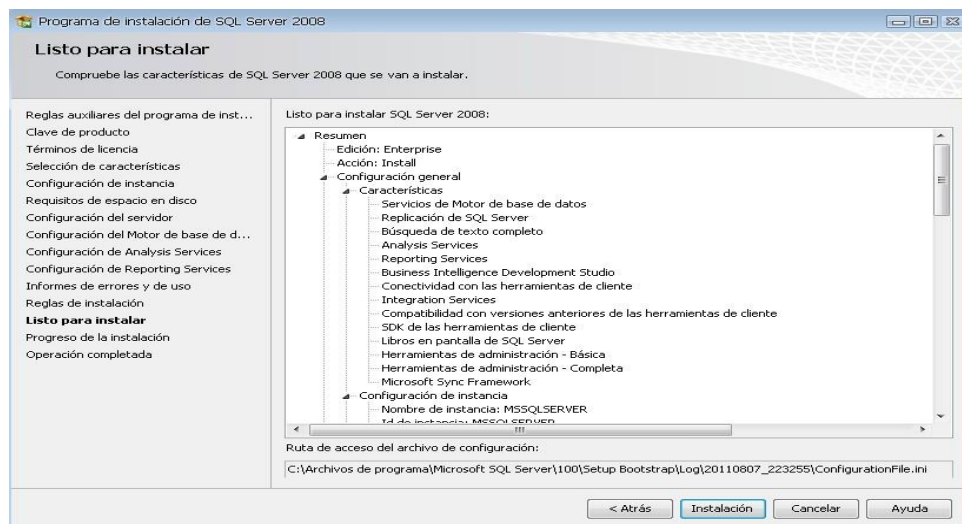 Programa de instalación de SQL Server 2008
Listo para instalar
Compruebe las características de SQL Server 2008 que se van a instalar.
Reglas auxiliares del programa de inst...
Clave de producto
Términos de licencia
Selección de características
Configuración de instancia
Requisitos de espacio en disco
Configuración del servidor
Configuración del Motor de base de d...
Configuración de Analysis Services
Configuración de Reporting Services
Informes de errores y de uso
Reglas de instalación
Listo para instalar
Progreso de la instalación
Operación completada
Listo para instalar SQL Server 2008:
Resumen
Edición: Enterprise
Acción: Install
Configuración general
Características
Servicios de Motor de base de datos
Replicación de SQL Server
Búsqueda de texto completo
Analysis Services
Reporting Services
Business Intelligence Development Studio
Conectividad con las herramientas de cliente
Integration Services
Compatibilidad con versiones anteriores de las herramientas de cliente
SDK de las herramientas de cliente
Libros en pantalla de SQL Server
Herramientas de administración - Básica
Herramientas de administración - Completa
Microsoft Sync Framework
Configuración de instancia
Nombre de instancia: MSSQLSERVER
Id de instancia: MSSQLSERVER
Ruta de acceso del archivo de configuración:
C:\Archivos de programa\Microsoft SQL Server\100\Setup Bootstrap\Log\20110807_223255\ConfigurationFile.ini
< Atrás
Instalación
Cancelar
Ayuda